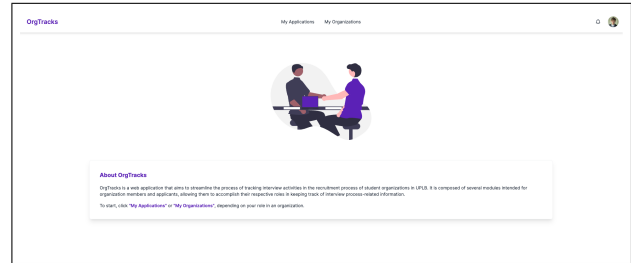 OrgTracks
My Applications
My Organizations
About OrgTracks
OrgTracks is a web application that aims to streamline the process of tracking interview activities in the recruitment process of student organizations in UPLB. It is composed of several modules intended for
organization members and applicants, allowing them to accomplish their respective roles in keeping track of interview process-related information.
To start, click "My Applications" or "My Organizations", depending on your role in an organization.